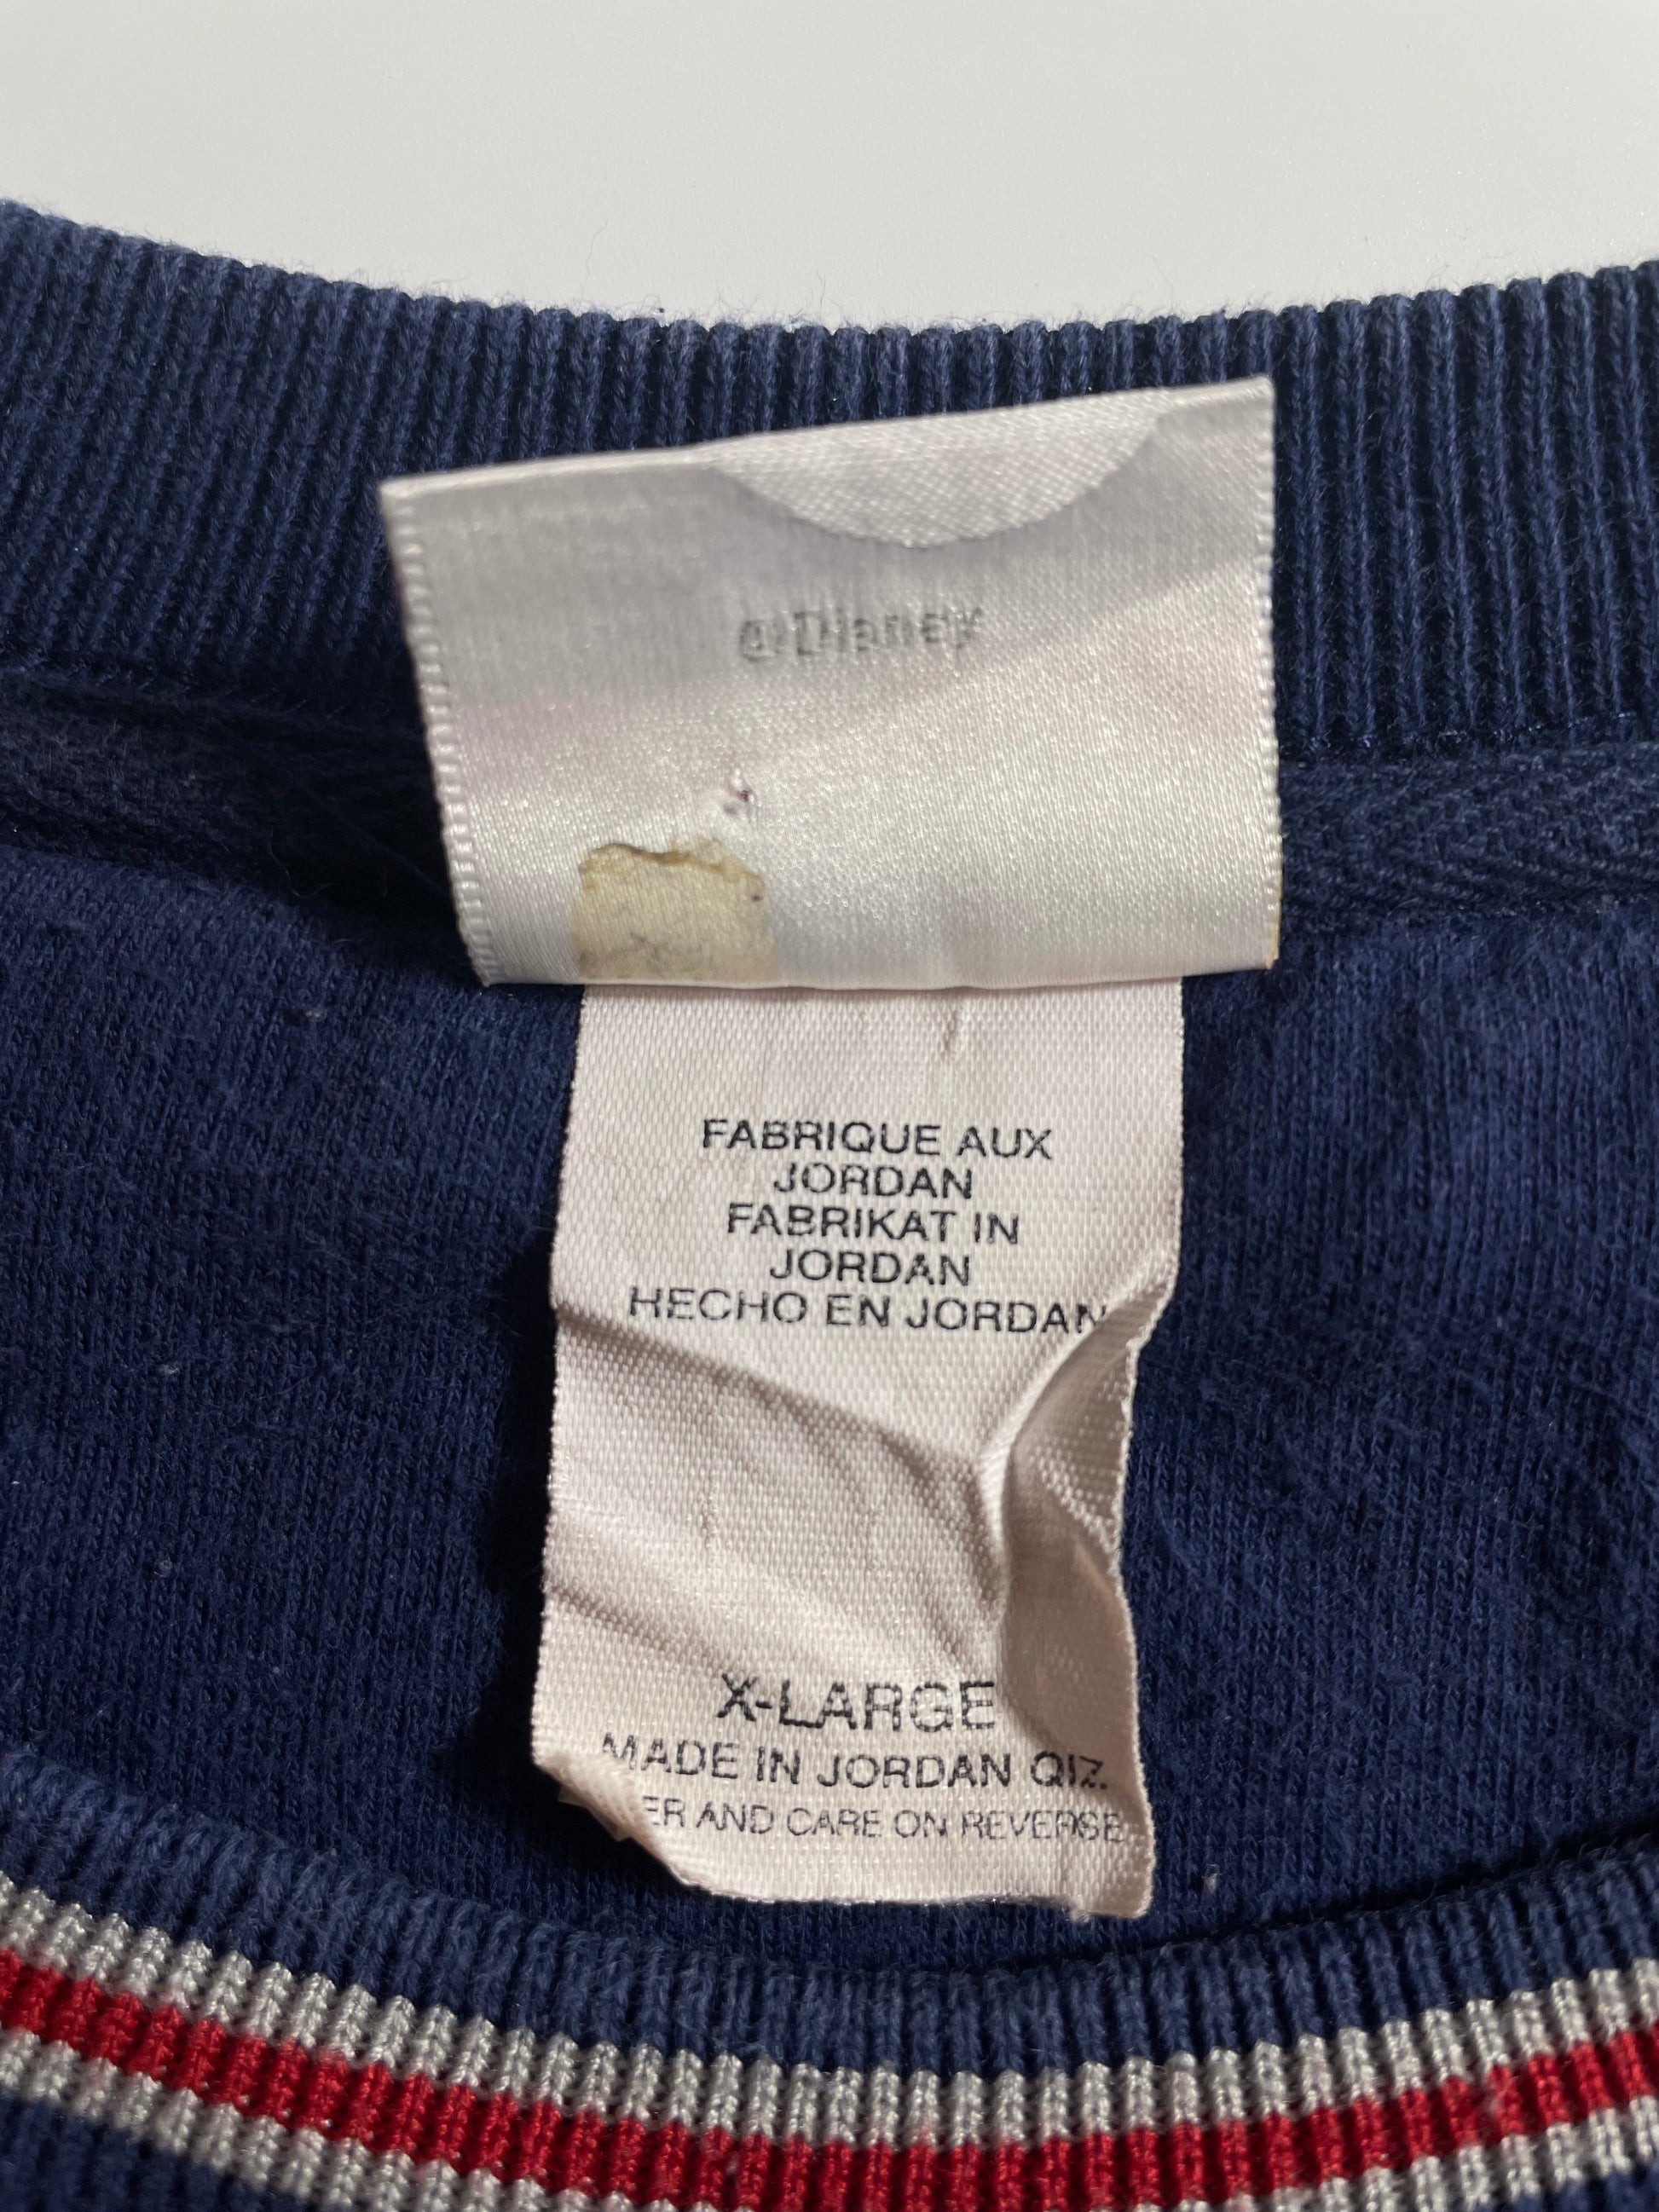 ©Disney
FABRIQUE AUX
JORDAN
FABRIKAT IN
JORDAN
HECHO EN JORDAN
X-LARGE
MADE IN JORDAN QIZ.
ER AND CARE ON REVERSE